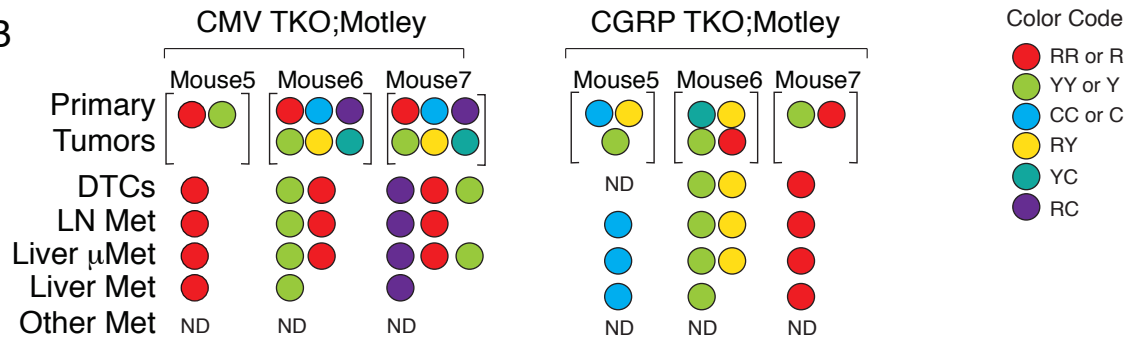 B
CMV TKO;Motley
CGRP TKO;Motley
Color Code
Mouse5 Mouse6 Mouse7
Mouse5 Mouse6 Mouse7
RR or R
YY or Y
CC or C
RY
YC
RC
Primary
Tumors
DTCs ND
LN Met
Liver μMet
Liver Met
Other Met ND ND ND ND ND ND